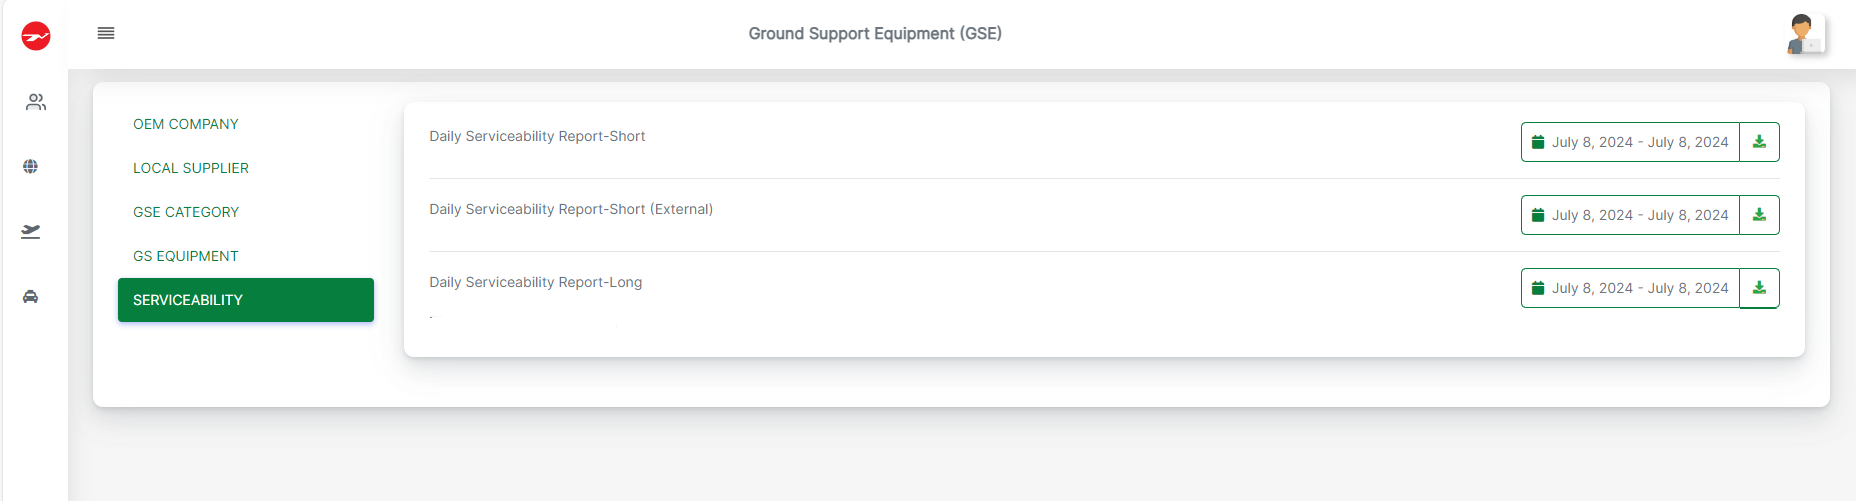 Ground Support Equipment (GSE)
OEM COMPANY
LOCAL SUPPLIER
GSE CATEGORY
GS EQUIPMENT
SERVICEABILITY
Daily Serviceability Report-Short
July 8, 2024 - July 8, 2024
Daily Serviceability Report-Short (External)
July 8, 2024 - July 8, 2024
Daily Serviceability Report-Long
July 8, 2024 - July 8, 2024